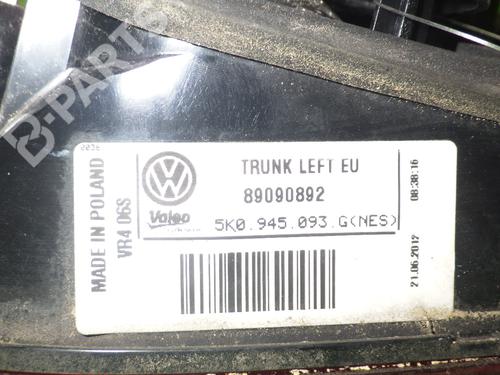 B-PARTS
0036
MADE IN POLAND
VR4 06S
TRUNK LEFT EU
89090892
Valeo
5K0.945.093.G(NES)
08:38:16
21.06.2012